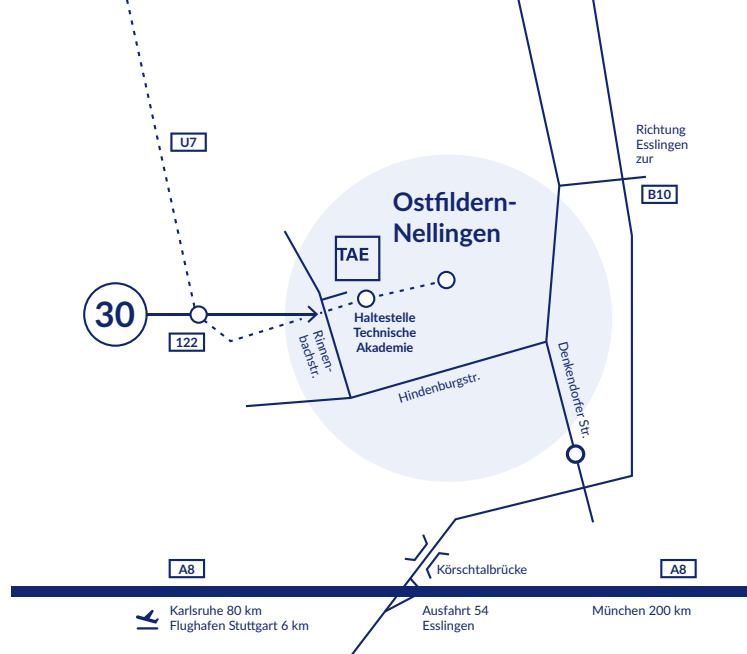 U7
Richtung
Esslingen
zur
B10
Ostfildern-
Nellingen
TAE
30
122
Haltestelle
Technische
Akademie
Rinnen-
bachstr.
Hindenburgstr.
Denkendorfer Str.
A8
Körschtalbrücke
A8
Karlsruhe 80 km
Flughafen Stuttgart 6 km
Ausfahrt 54
Esslingen
München 200 km